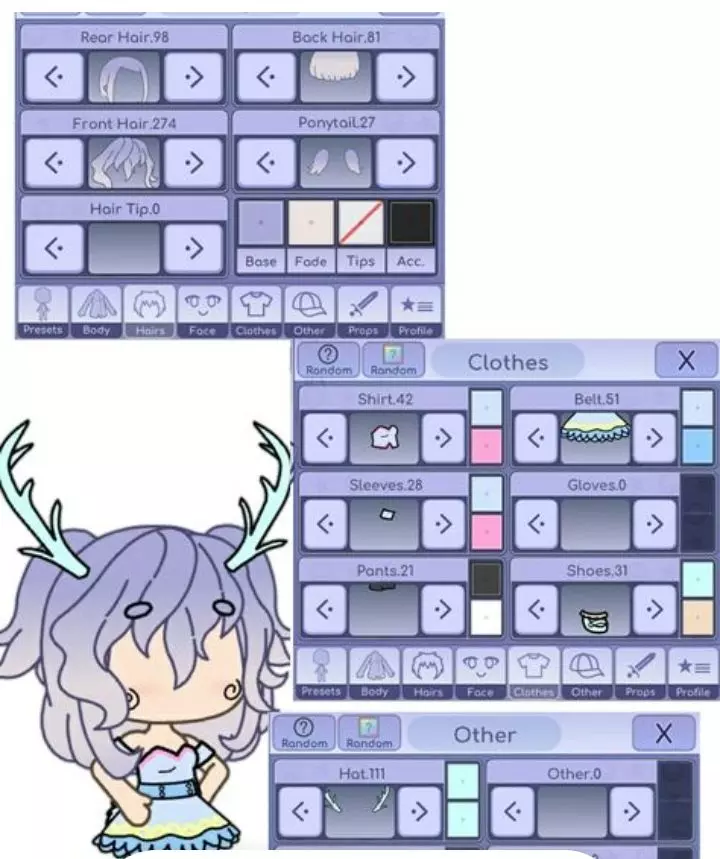 Rear Hair.98
Back Hair.81
Front Hair.274
Ponytail.27
Hair Tip.0
Base Fade Tips Acc.
Presets Body Hairs Face Clothes Other Props Profile
? Random ? Random Clothes X
Shirt.42
Belt.51
Sleeves.28
Gloves.0
Pants.21
Shoes.31
Presets Body Hairs Face Clothes Other Props Profile
? Random ? Random Other X
Hat.111
Other.0